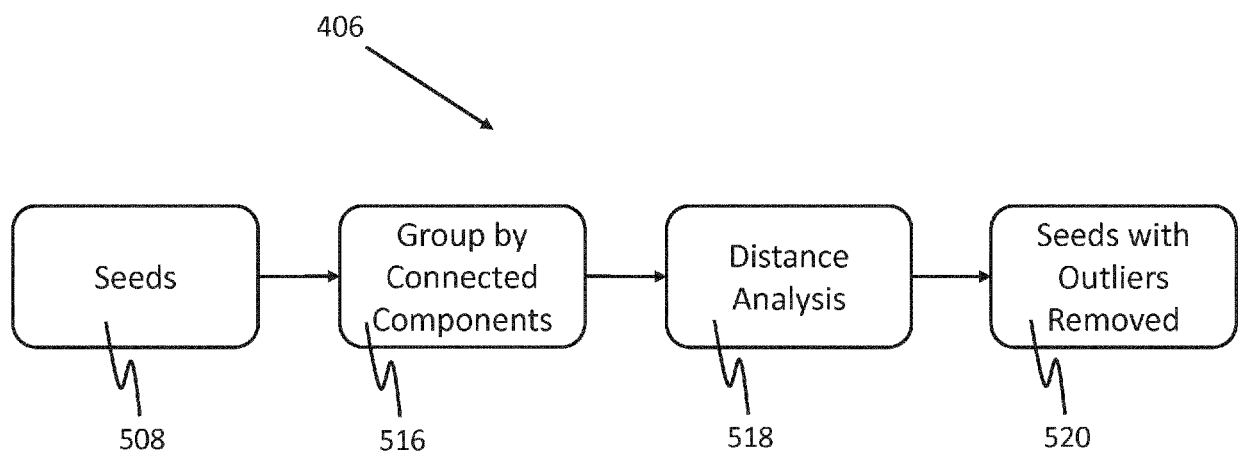 406
Seeds
Group by
Connected
Components
Distance
Analysis
Seeds with
Outliers
Removed
508
516
518
520